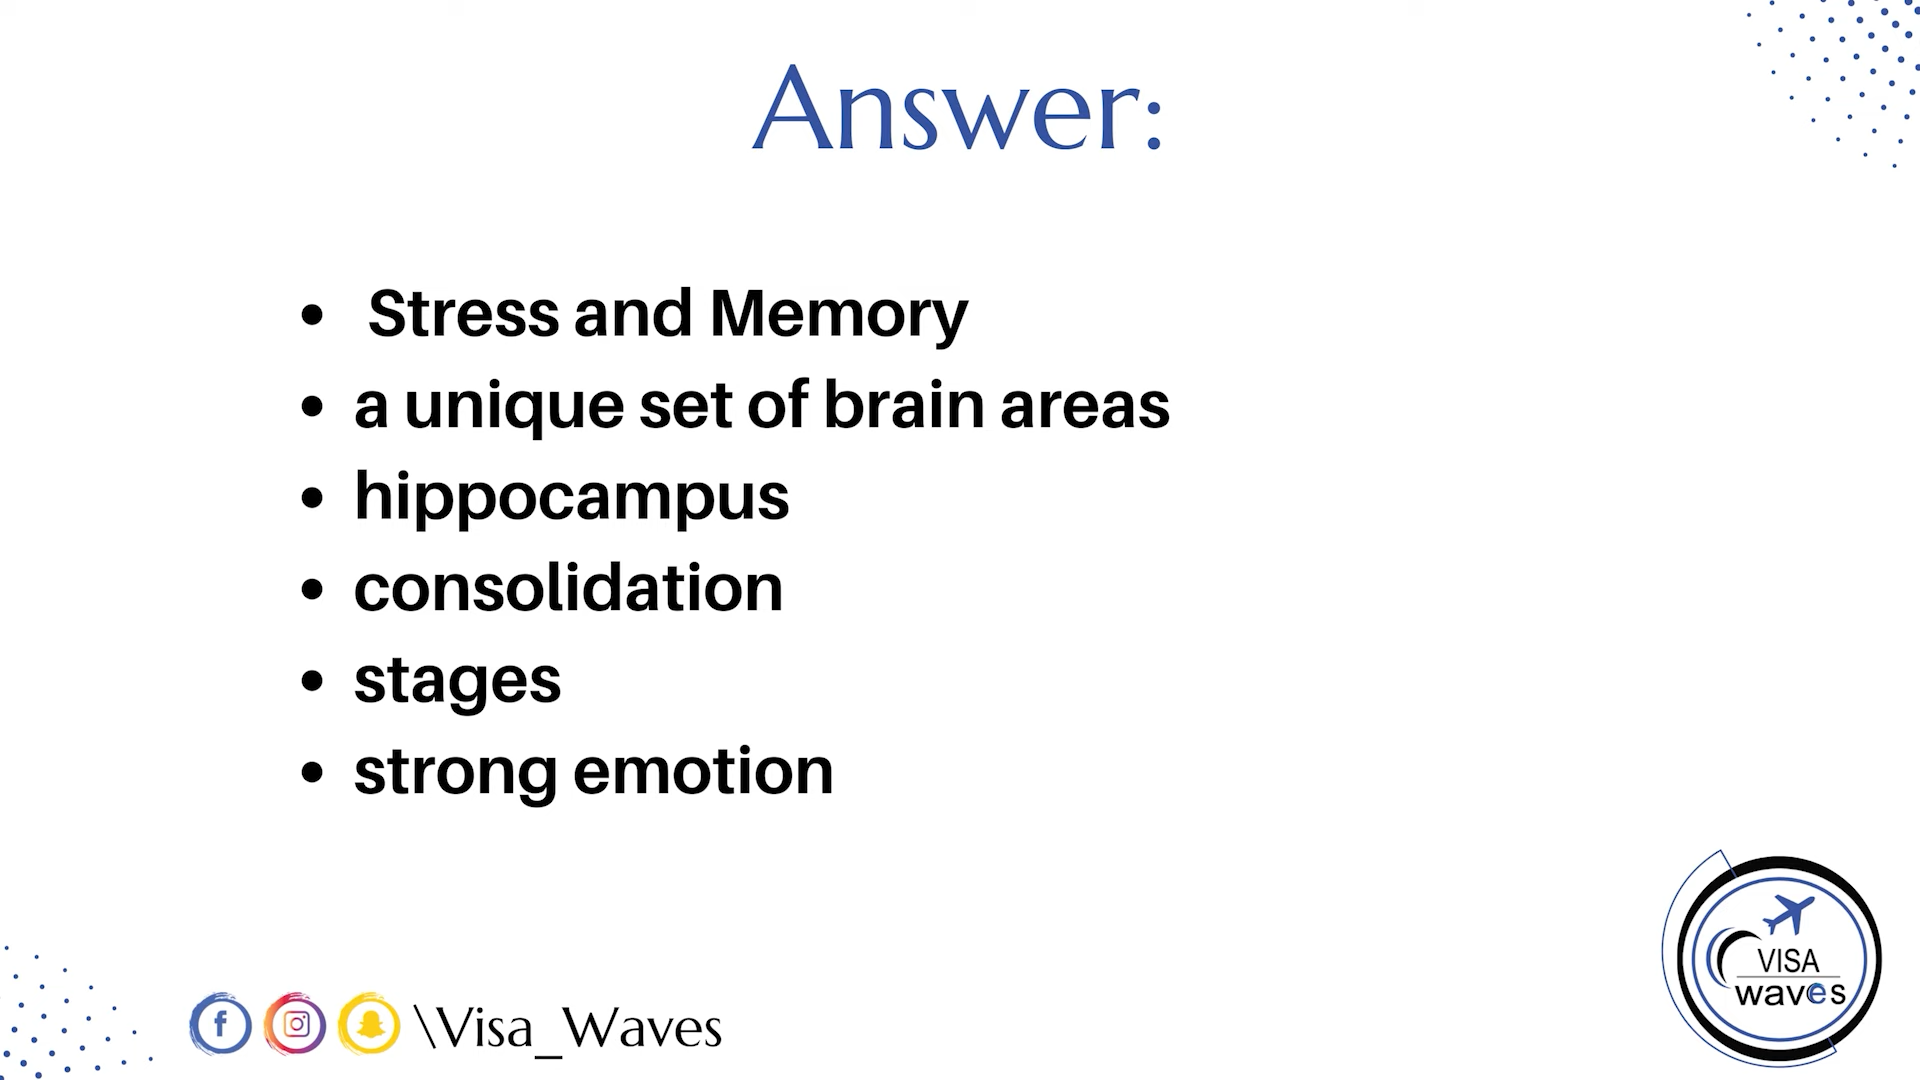 Answer:
Stress and Memory
a unique set of brain areas
hippocampus
consolidation
stages
strong emotion
\Visa_Waves
VISA
waves